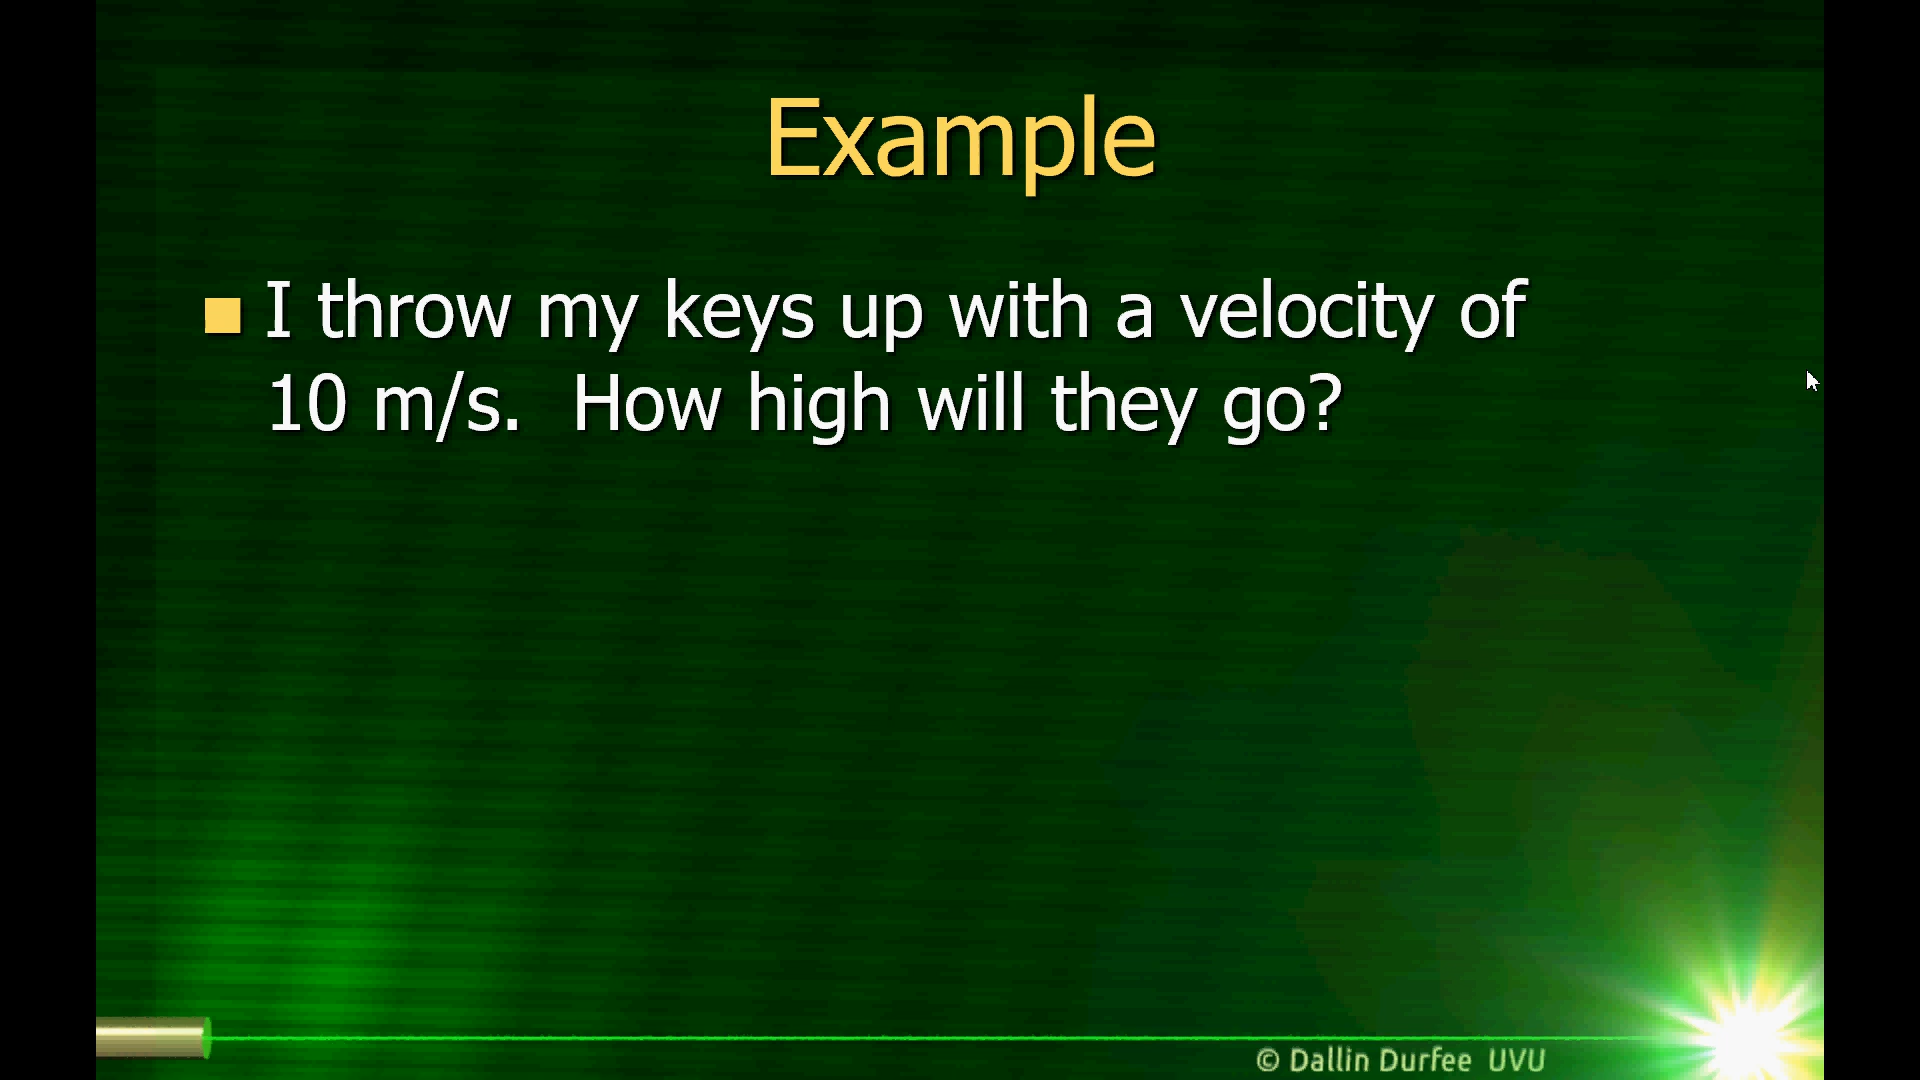 Example
I throw my keys up with a velocity of
10 m/s.  How high will they go?
© Dallin Durfee  UVU